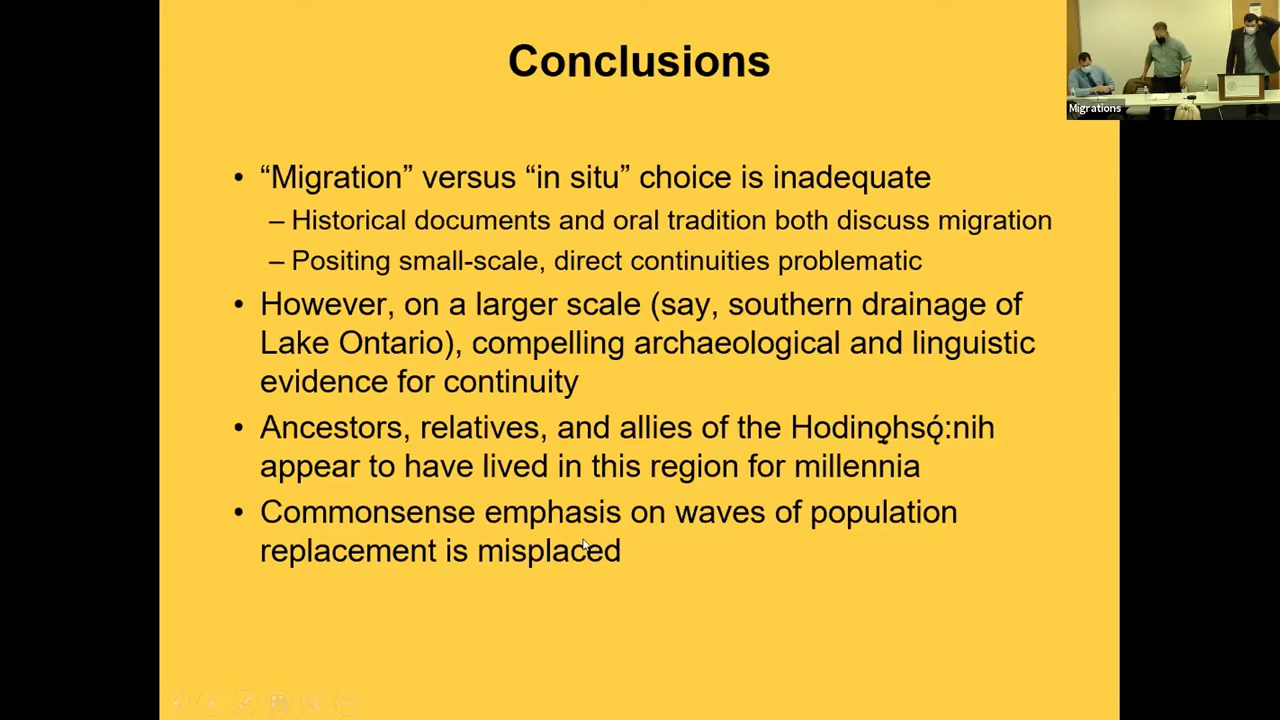 Conclusions
Migrations
• “Migration” versus “in situ” choice is inadequate
– Historical documents and oral tradition both discuss migration
– Positing small-scale, direct continuities problematic
• However, on a larger scale (say, southern drainage of
Lake Ontario), compelling archaeological and linguistic
evidence for continuity
• Ancestors, relatives, and allies of the Hodinǫhsǫ́:nih
appear to have lived in this region for millennia
• Commonsense emphasis on waves of population
replacement is misplaced